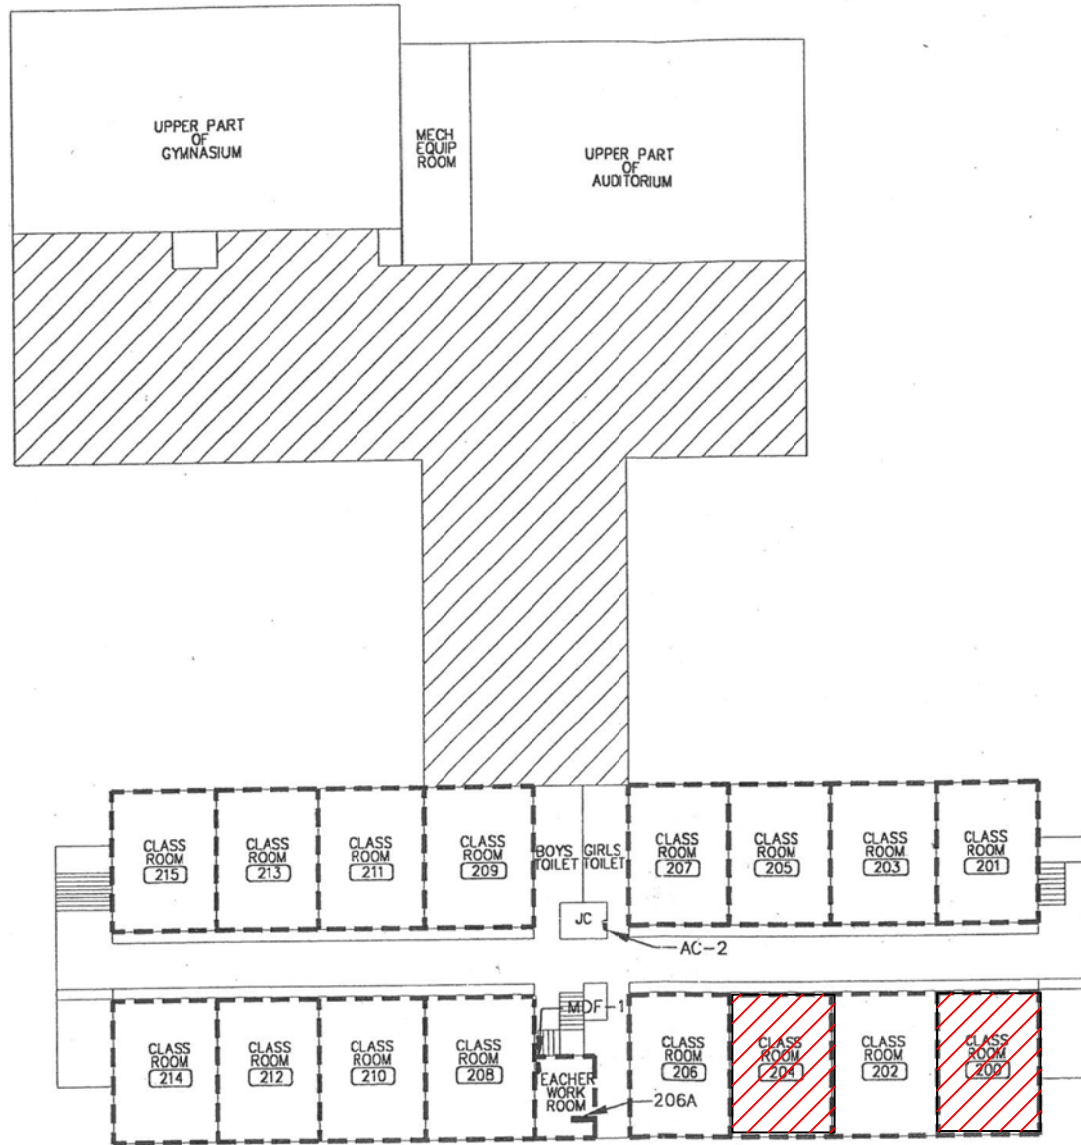 UPPER PART
OF
GYMNASIUM
MECH
EQUIP
ROOM
UPPER PART
OF
AUDITORIUM
CLASS
ROOM
215
CLASS
ROOM
213
CLASS
ROOM
211
CLASS
ROOM
209
BOYS
TOILET
GIRLS
TOILET
CLASS
ROOM
207
CLASS
ROOM
205
CLASS
ROOM
203
CLASS
ROOM
201
JC
AC-2
MDF-1
CLASS
ROOM
214
CLASS
ROOM
212
CLASS
ROOM
210
CLASS
ROOM
208
EACHER
WORK
ROOM
206A
CLASS
ROOM
206
CLASS
ROOM
204
CLASS
ROOM
202
CLASS
ROOM
200